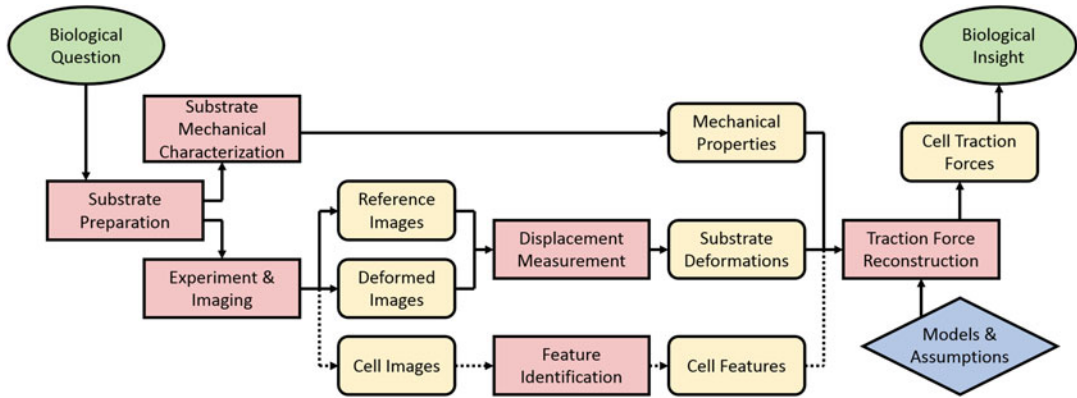 Biological
Question
Substrate
Mechanical
Characterization
Substrate
Preparation
Experiment &
Imaging
Reference
Images
Deformed
Images
Cell Images
Displacement
Measurement
Feature
Identification
Mechanical
Properties
Substrate
Deformations
Cell Features
Biological
Insight
Cell Traction
Forces
Traction Force
Reconstruction
Models &
Assumptions